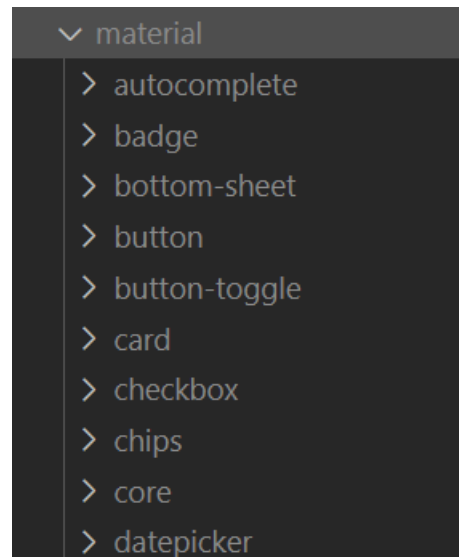 material
autocomplete
badge
bottom-sheet
button
button-toggle
card
checkbox
chips
core
datepicker